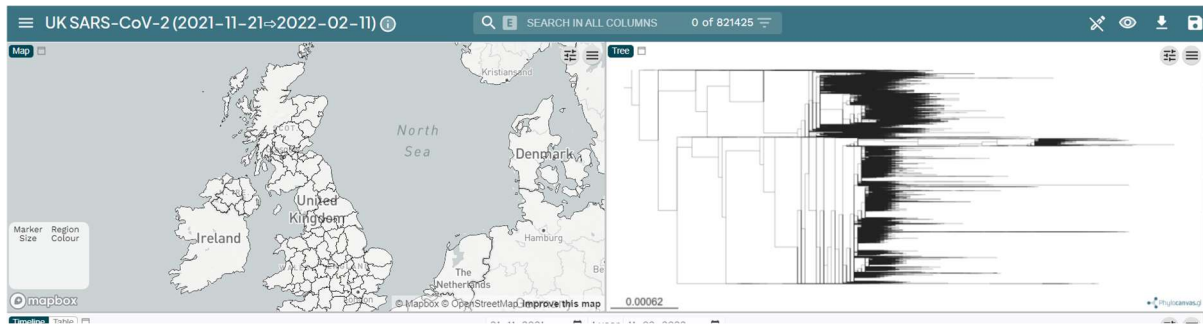 UK SARS-CoV-2 (2021-11-21⇨2022-02-11)
E SEARCH IN ALL COLUMNS 0 of 821425
Map
Tree
Kristiansand
North
Sea
Denmark
United
Kingdom
Ireland
Hamburg
The
Netherlands
Marker Size
Region Colour
mapbox
© Mapbox © OpenStreetMap Improve this map
0.00062
Phylocanvas.gl
Timeline Table